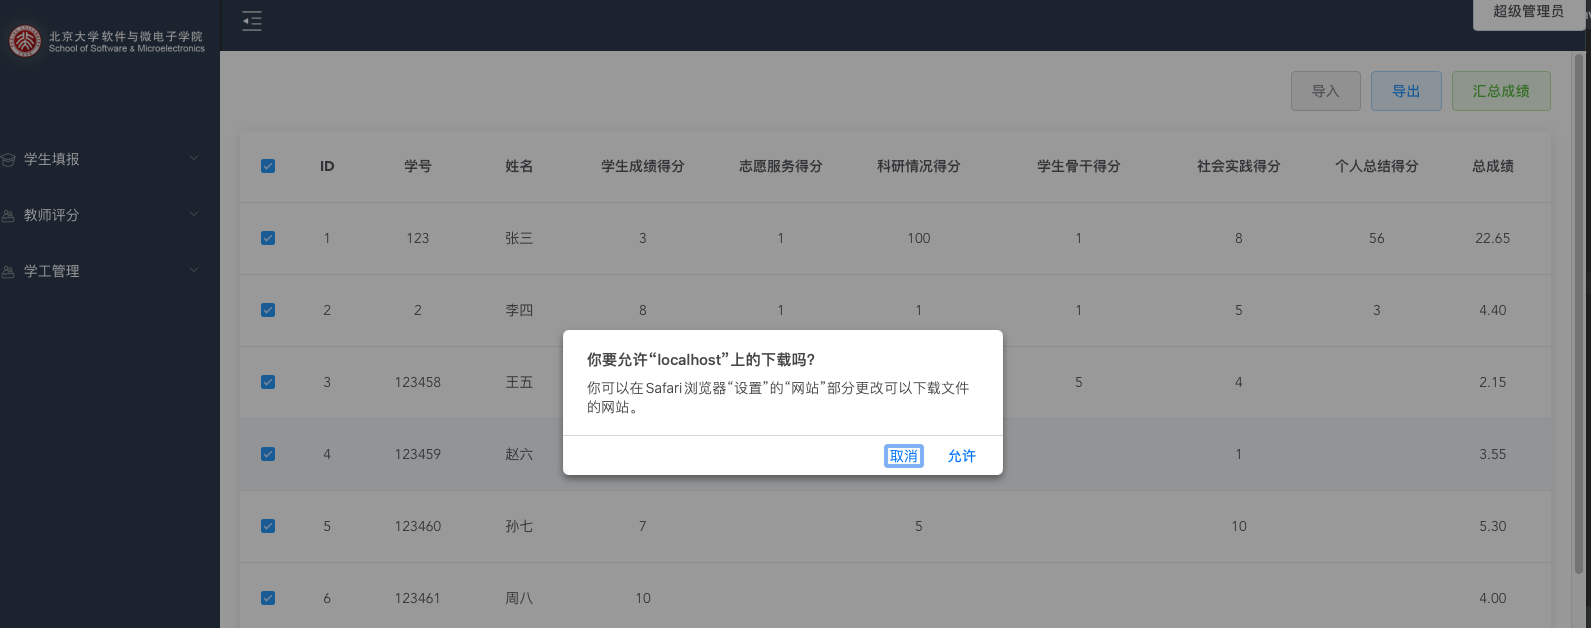 北京大学软件与微电子学院
School of Software & Microelectronics
超级管理员
学生填报
教师评分
学工管理
导入 导出 汇总成绩
ID 学号 姓名 学生成绩得分 志愿服务得分 科研情况得分 学生骨干得分 社会实践得分 个人总结得分 总成绩
1 123 张三 3 1 100 1 8 56 22.65
2 2 李四 8 1 1 1 5 3 4.40
3 123458 王五 5 4 2.15
4 123459 赵六 1 3.55
5 123460 孙七 7 5 10 5.30
6 123461 周八 10 4.00
你要允许“localhost”上的下载吗？
你可以在 Safari 浏览器“设置”的“网站”部分更改可以下载文件
的网站。
取消 允许